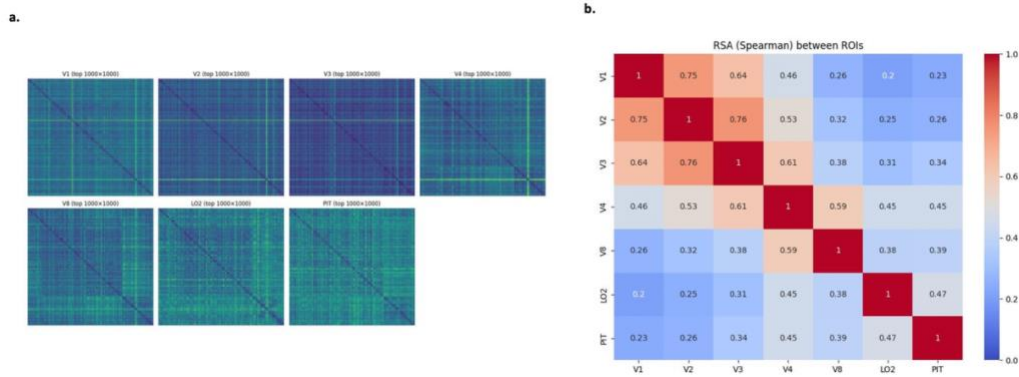 a.
V1 (top 1000×1000) V2 (top 1000×1000) V3 (top 1000×1000) V4 (top 1000×1000)
V8 (top 1000×1000) LO2 (top 1000×1000) PIT (top 1000×1000)
b.
RSA (Spearman) between ROIs
V1 1 0.75 0.64 0.46 0.26 0.2 0.23
V2 0.75 1 0.76 0.53 0.32 0.25 0.26
V3 0.64 0.76 1 0.61 0.38 0.31 0.34
V4 0.46 0.53 0.61 1 0.59 0.45 0.45
V8 0.26 0.32 0.38 0.59 1 0.38 0.39
LO2 0.2 0.25 0.31 0.45 0.38 1 0.47
PIT 0.23 0.26 0.34 0.45 0.39 0.47 1
V1 V2 V3 V4 V8 LO2 PIT
1.0
0.8
0.6
0.4
0.2
0.0